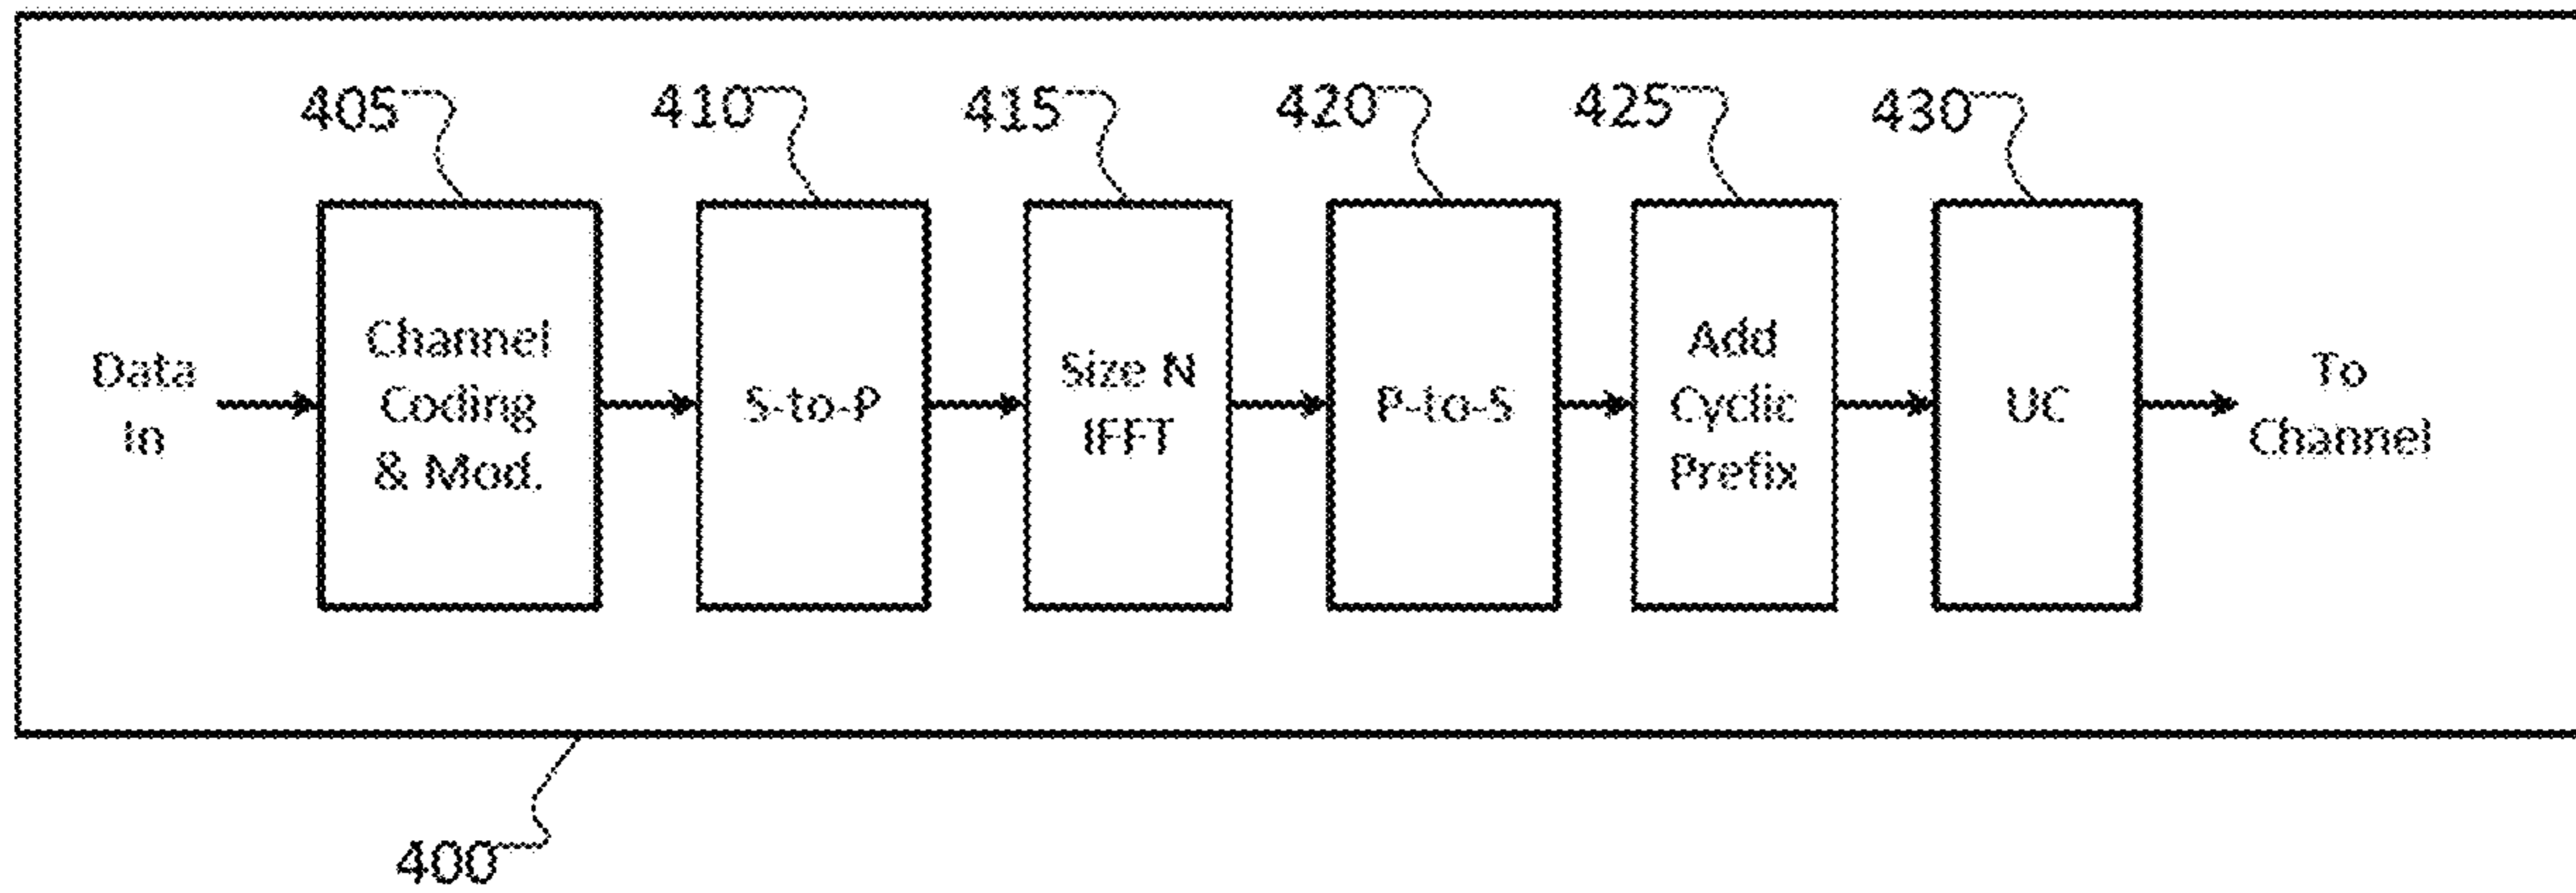 405
410
415
420
425
430
Data
In
Channel
Coding
& Mod.
S-to-P
Size N
IFFT
P-to-S
Add
Cyclic
Prefix
UC
To
Channel
400